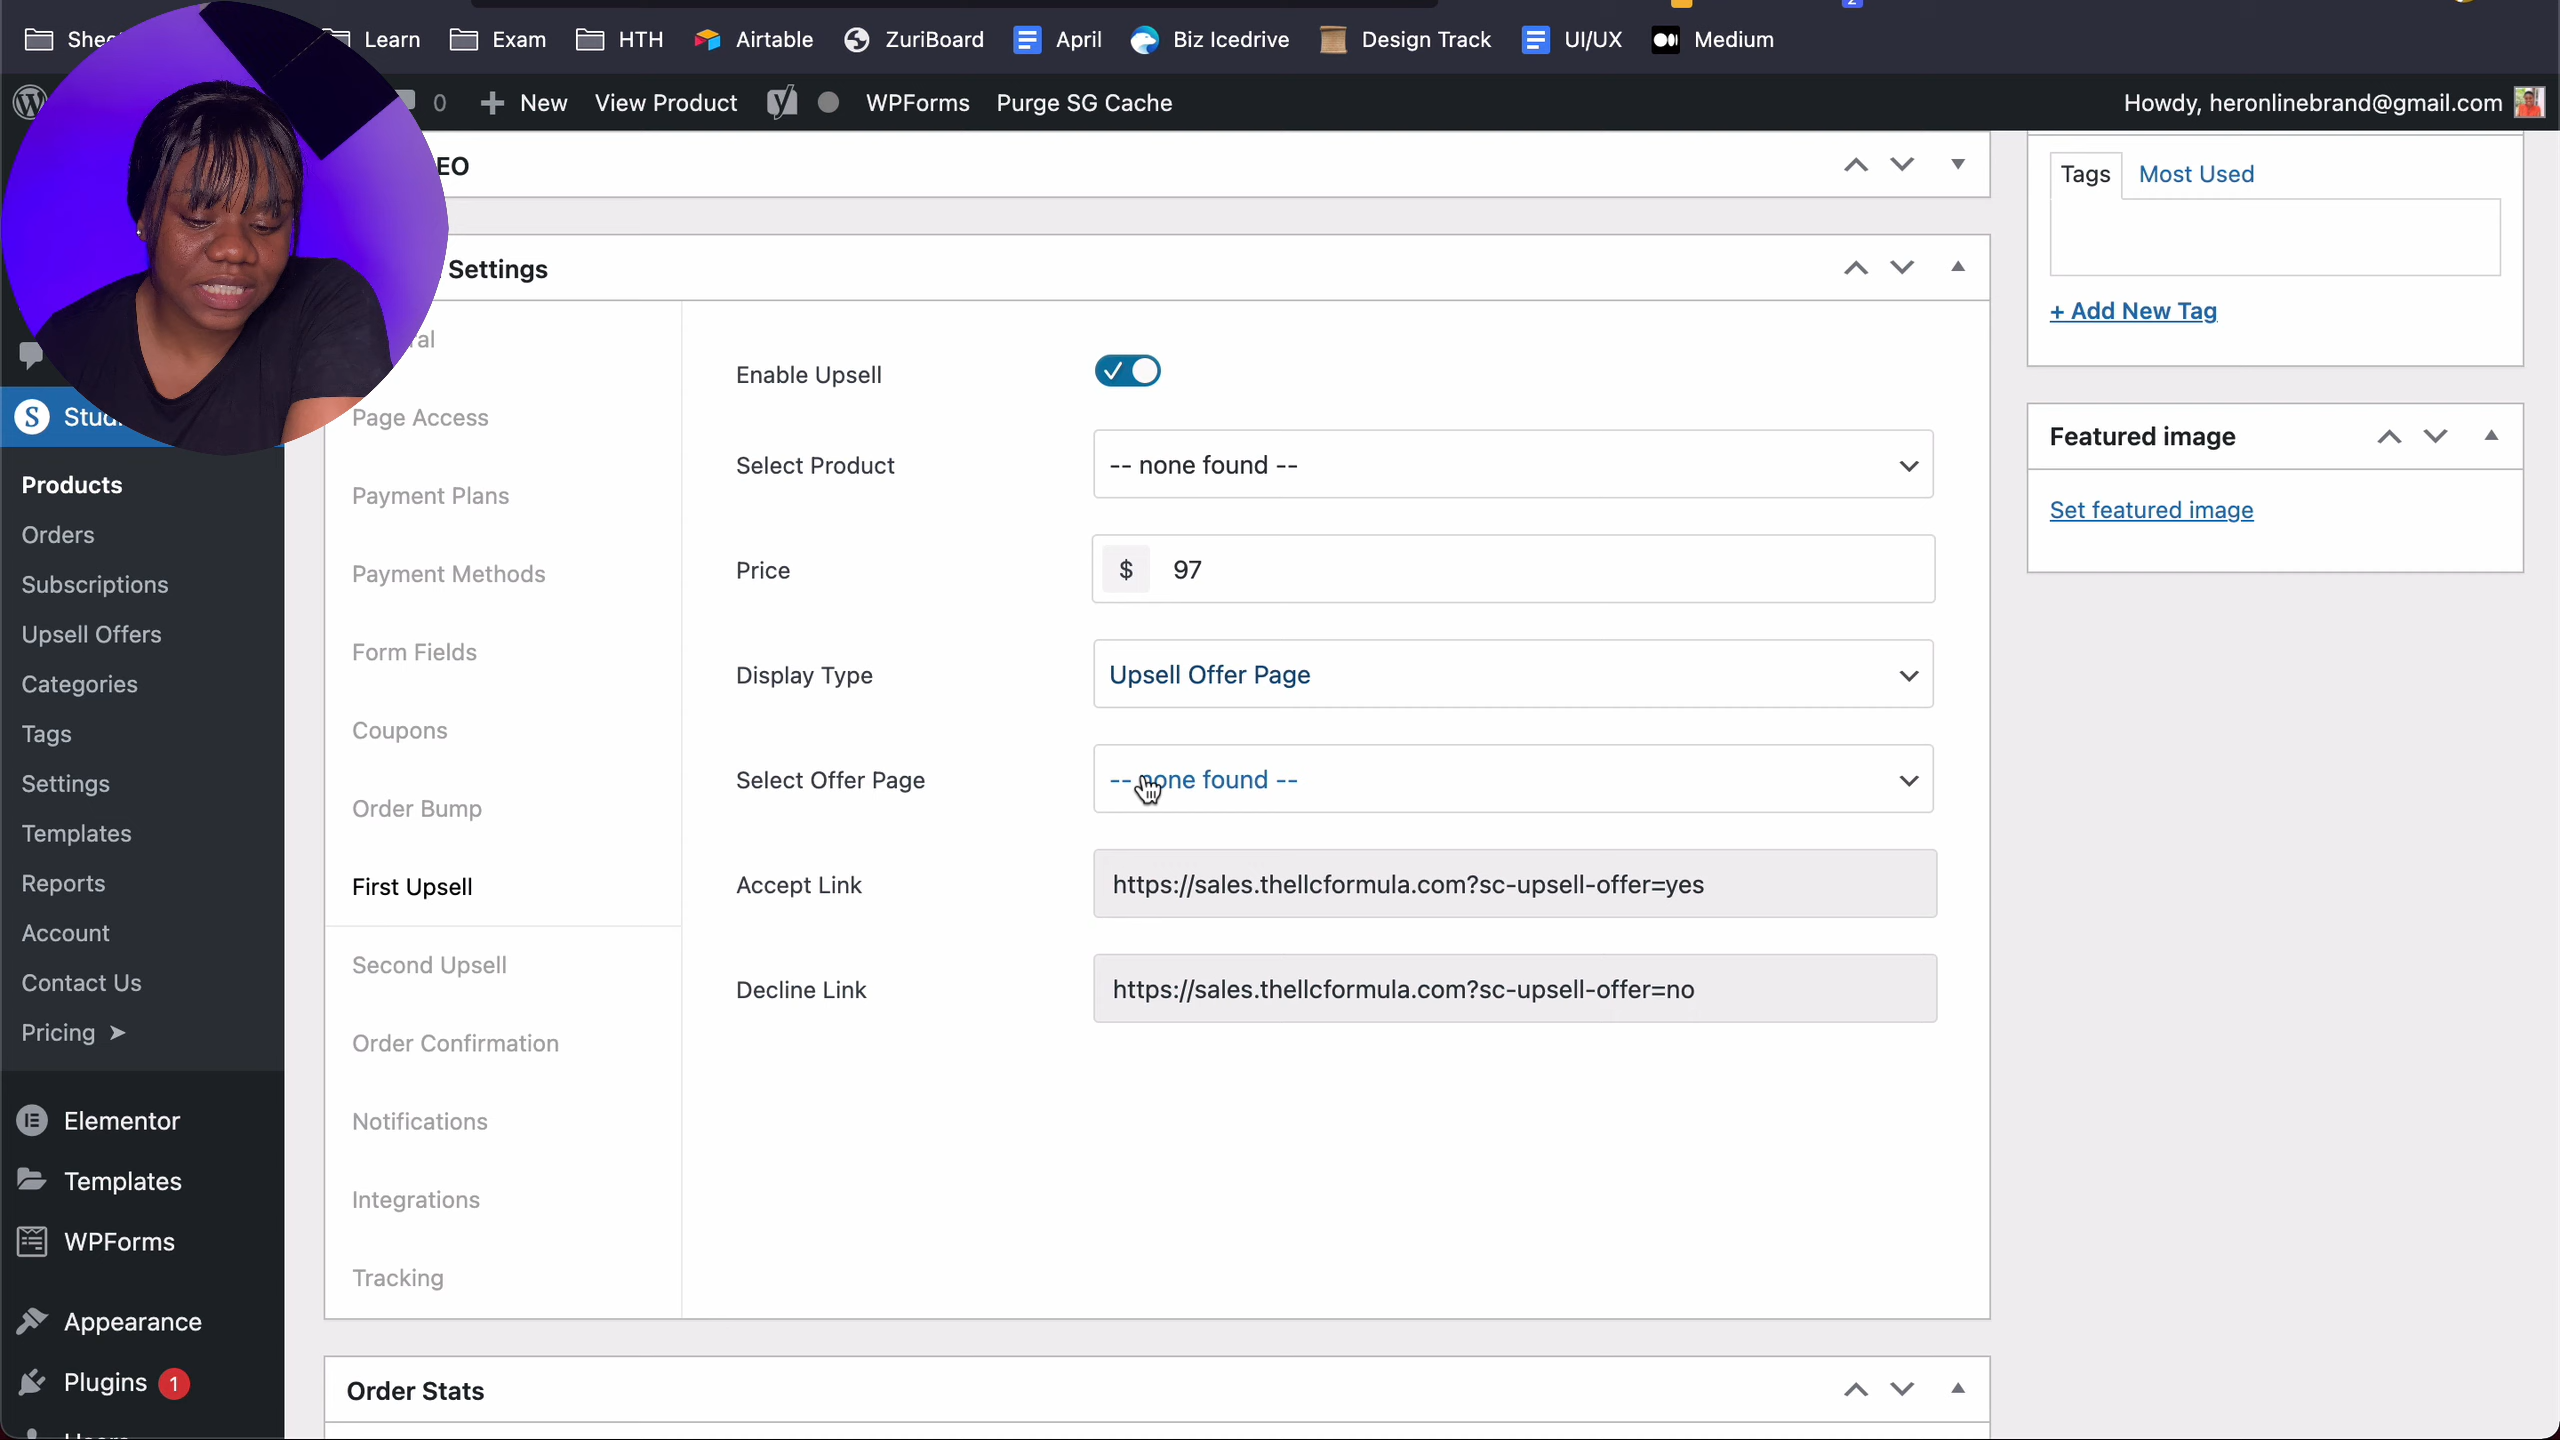 Learn
Exam
HTH
Airtable
ZuriBoard
April
Biz Icedrive
Design Track
UI/UX
Medium
0
New
View Product
WPForms
Purge SG Cache
Howdy, heronlinebrand@gmail.com
EO
Settings
Page Access
Payment Plans
Payment Methods
Form Fields
Coupons
Order Bump
First Upsell
Second Upsell
Order Confirmation
Notifications
Integrations
Tracking
Enable Upsell
Select Product
-- none found --
Price
$ 97
Display Type
Upsell Offer Page
Select Offer Page
-- none found --
Accept Link
https://sales.thellcformula.com?sc-upsell-offer=yes
Decline Link
https://sales.thellcformula.com?sc-upsell-offer=no
Order Stats
Tags
Most Used
+ Add New Tag
Featured image
Set featured image
Products
Orders
Subscriptions
Upsell Offers
Categories
Tags
Settings
Templates
Reports
Account
Contact Us
Pricing ➤
Elementor
Templates
WPForms
Appearance
Plugins 1